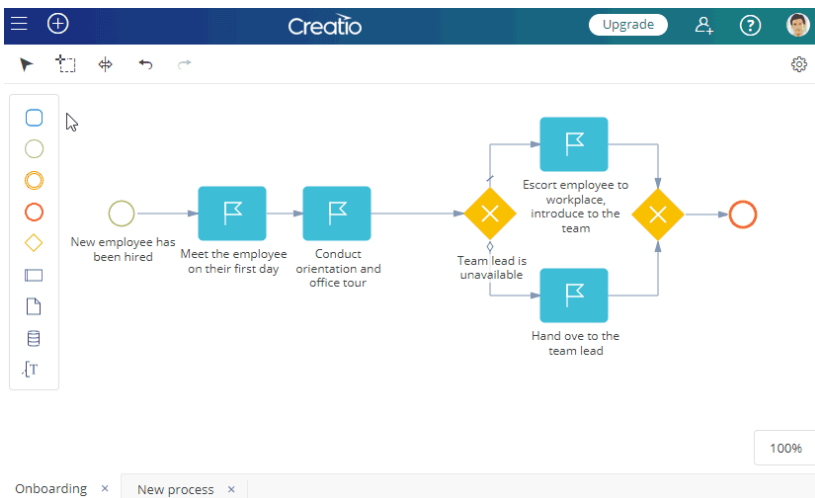 Creatio
Upgrade
New employee has
been hired
Meet the employee
on their first day
Conduct
orientation and
office tour
Team lead is
unavailable
Escort employee to
workplace,
introduce to the
team
Hand ove to the
team lead
100%
Onboarding ×
New process ×